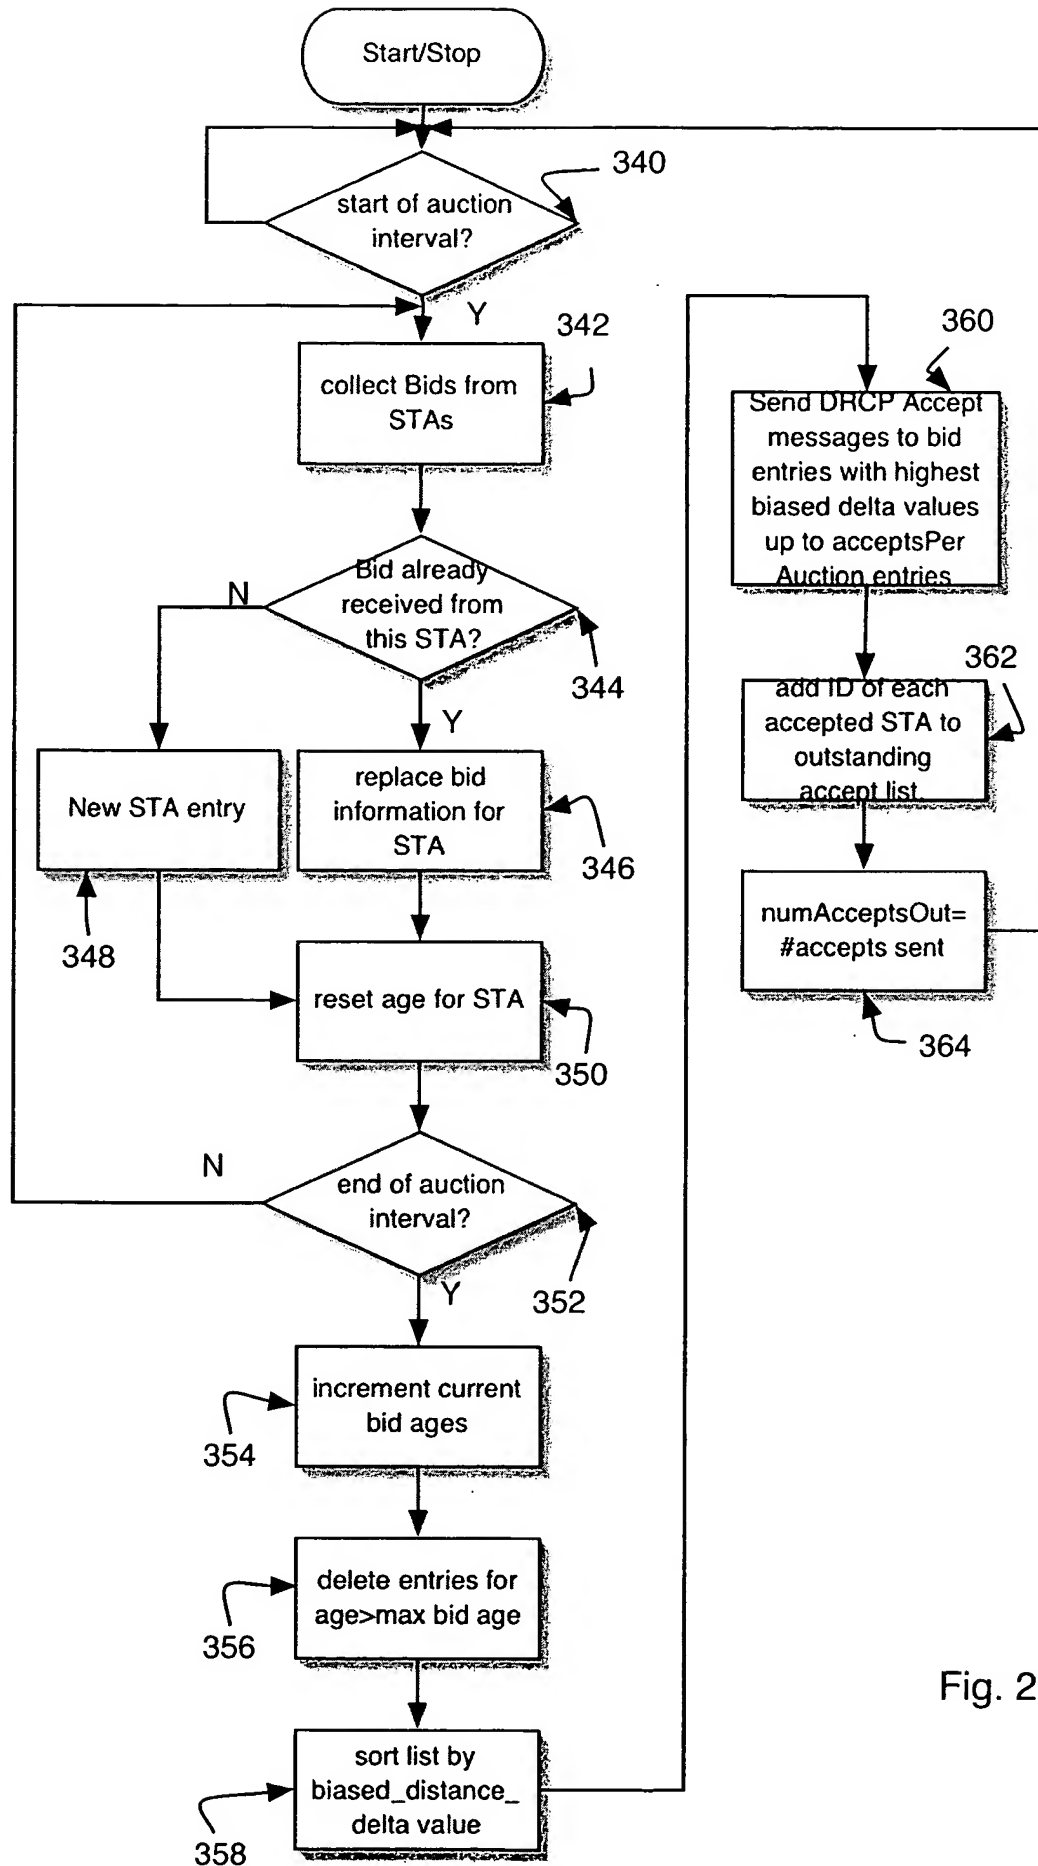 Start/Stop
340
start of auction
interval?
Y
342
collect Bids from
STAs
N
Bid already
received from
this STA?
344
Y
New STA entry
348
replace bid
information for
STA
346
reset age for STA
350
N
end of auction
interval?
352
Y
increment current
bid ages
354
delete entries for
age>max bid age
356
sort list by
biased_distance_
delta value
358
360
Send DRCP Accept
messages to bid
entries with highest
biased delta values
up to acceptsPer
Auction entries
362
add ID of each
accepted STA to
outstanding
accept list.
numAcceptsOut=
#accepts sent
364
Fig. 2